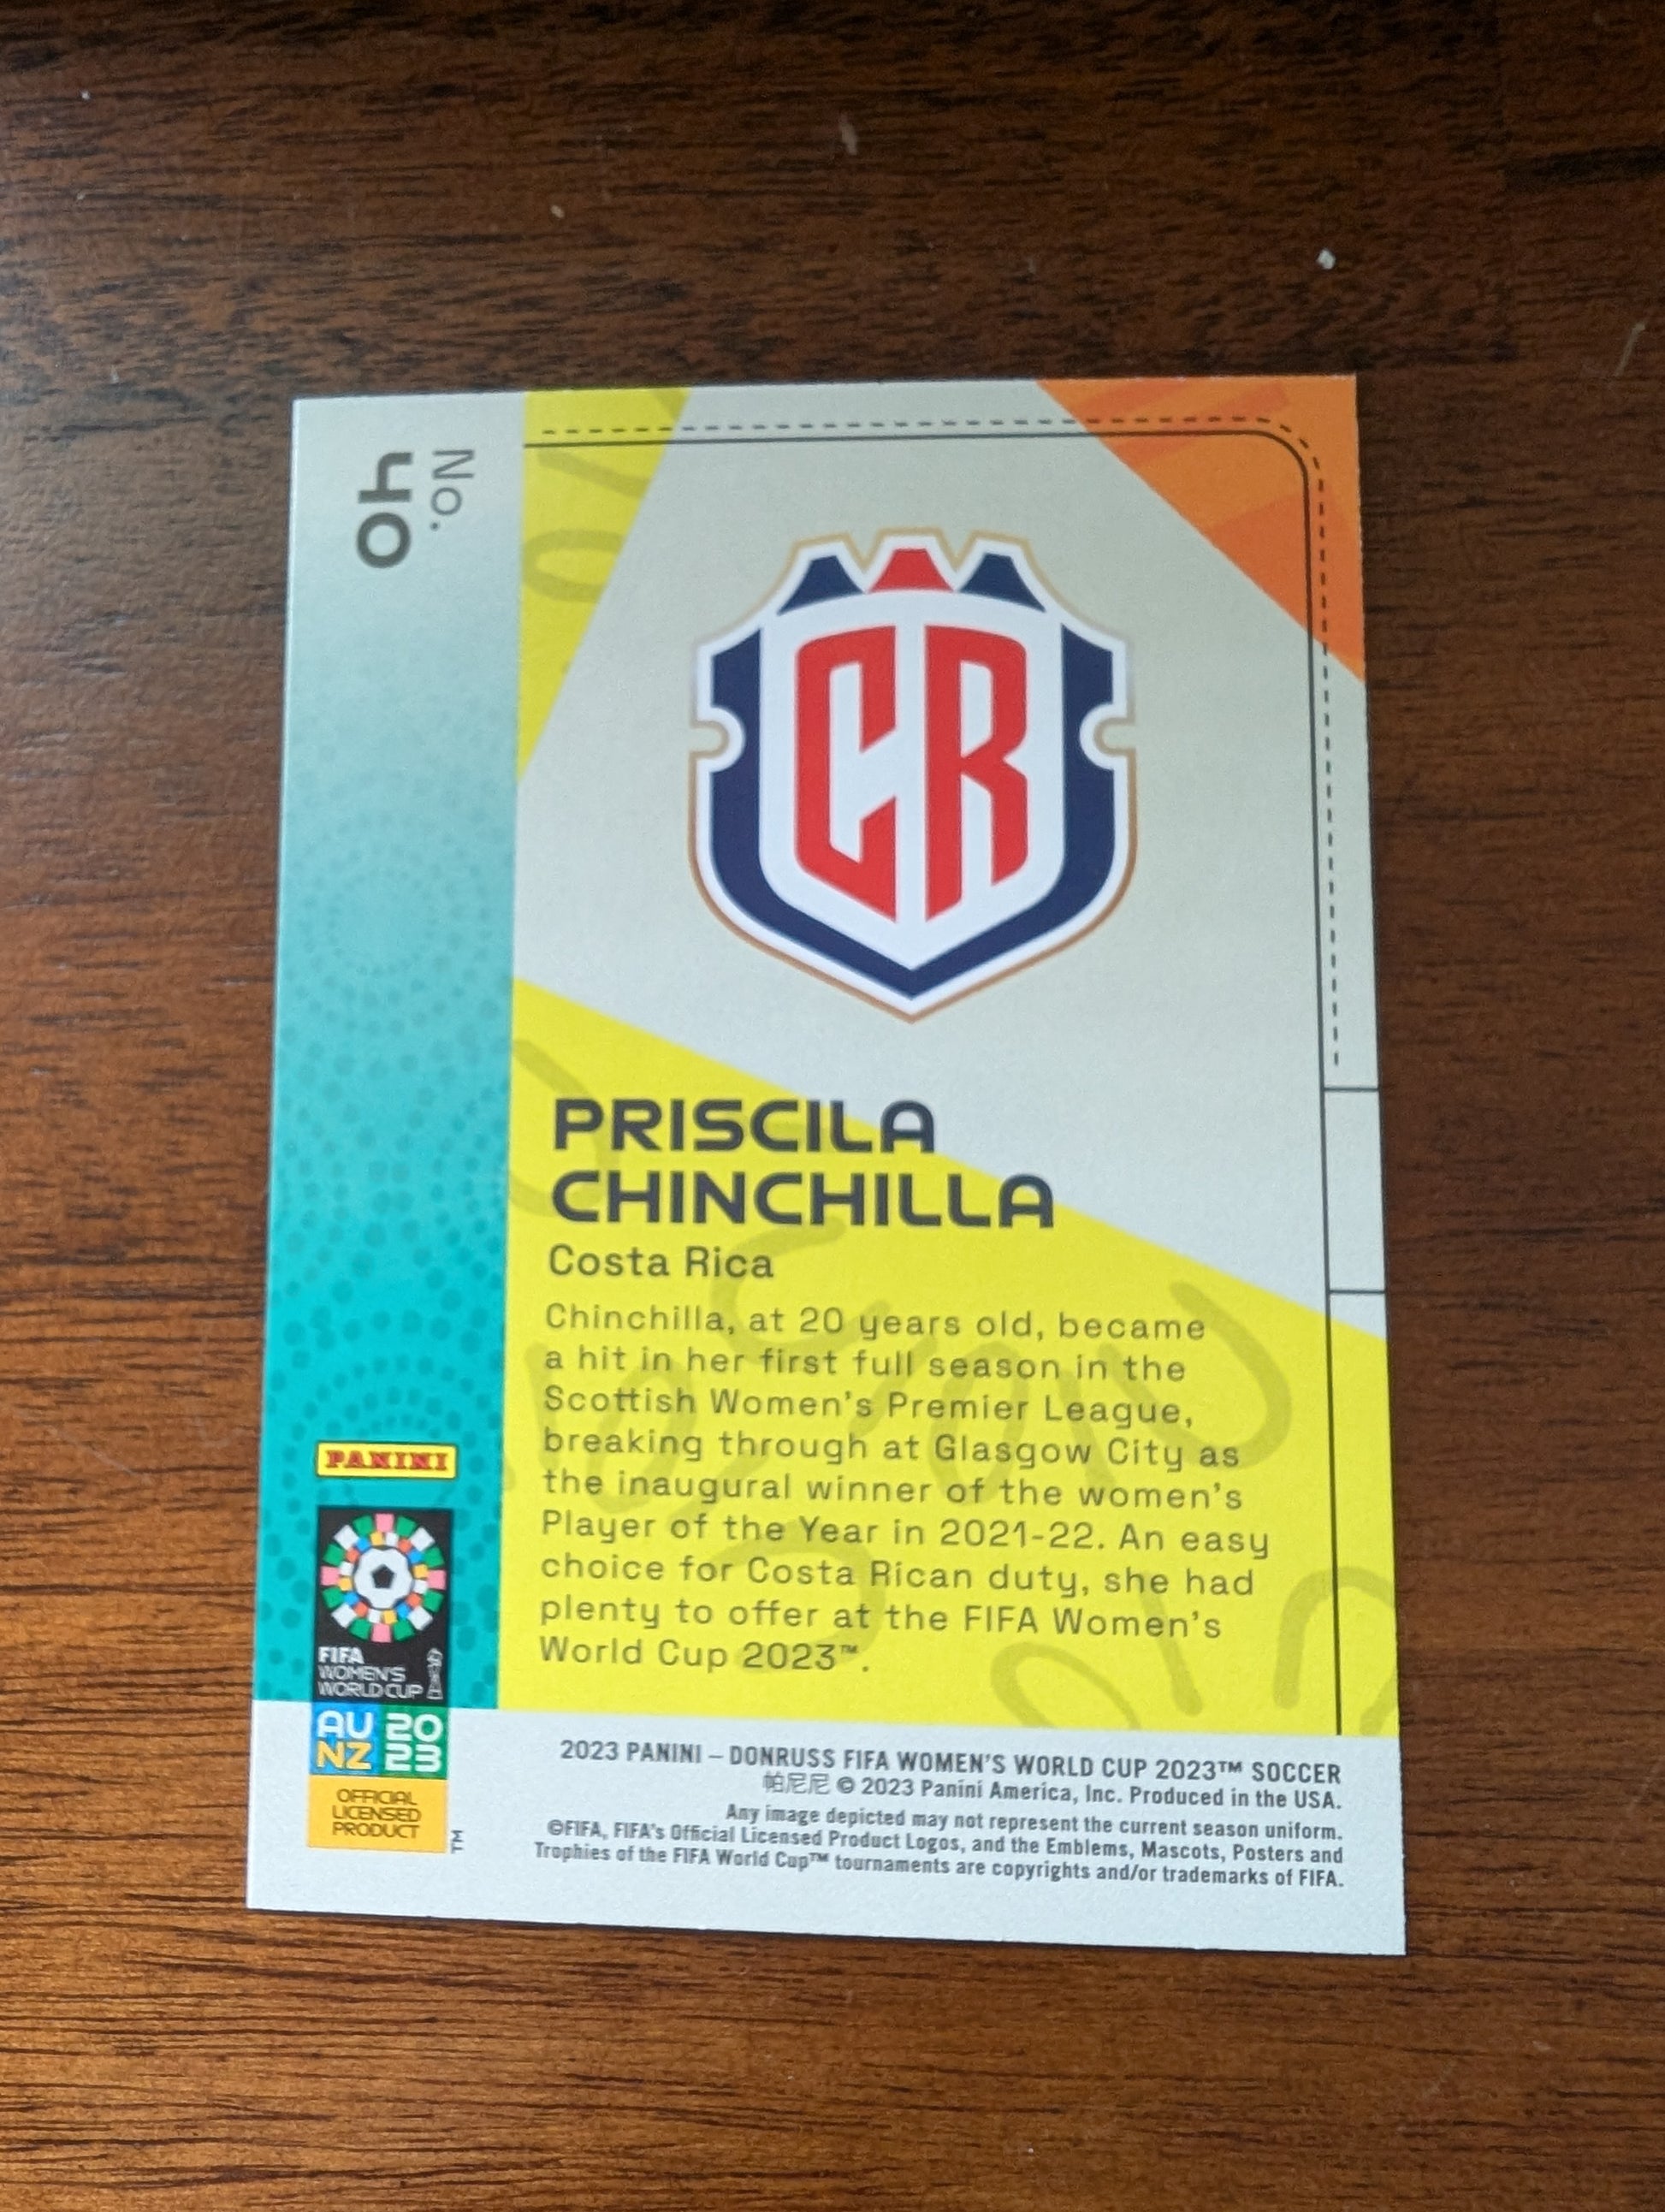 No.
40
CR
PRISCILA
CHINCHILLA
Costa Rica
Chinchilla, at 20 years old, became
a hit in her first full season in the
Scottish Women's Premier League,
breaking through at Glasgow City as
the inaugural winner of the women's
Player of the Year in 2021-22. An easy
choice for Costa Rican duty, she had
plenty to offer at the FIFA Women's
World Cup 2023™.
PANINI
FIFA
WOMEN'S
WORLD CUP
AU 20
NZ 23
OFFICIAL
LICENSED
PRODUCT
TM
2023 PANINI – DONRUSS FIFA WOMEN'S WORLD CUP 2023™ SOCCER
帕尼尼 © 2023 Panini America, Inc. Produced in the USA.
Any image depicted may not represent the current season uniform.
©FIFA, FIFA's Official Licensed Product Logos, and the Emblems, Mascots, Posters and
Trophies of the FIFA World Cup™ tournaments are copyrights and/or trademarks of FIFA.